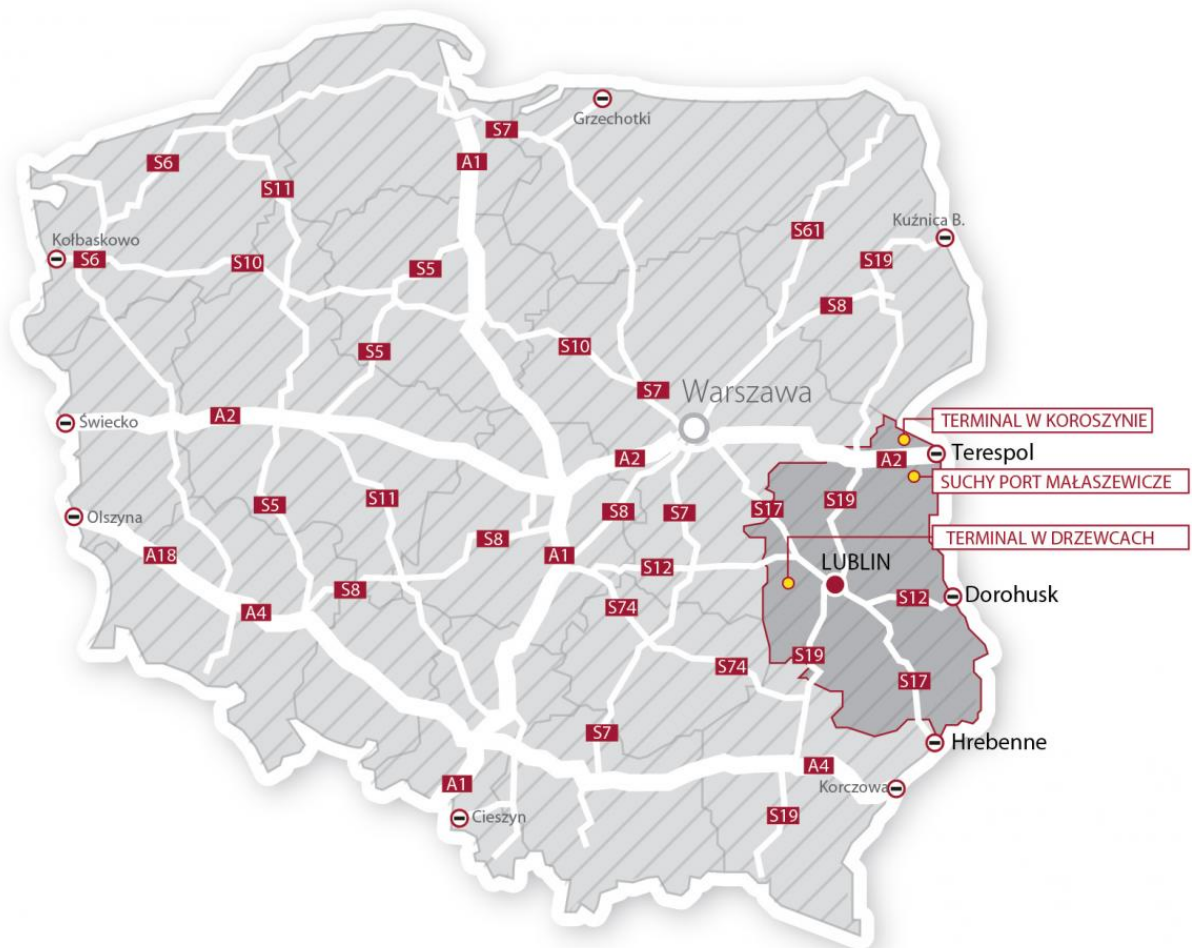 Grzechotki
S7
A1
S6
S11
Kuźnica B.
S61
Kołbaskowo
S6
S10
S5
S19
S8
S5
S10
S7
Warszawa
Świecko
A2
TERMINAL W KOROSZYNIE
A2
A2
Terespol
SUCHY PORT MAŁASZEWICZE
S11
S5
S19
S17
S8
S7
Olszyna
S8
TERMINAL W DRZEWCACH
A18
A1
S12
LUBLIN
S8
A4
S74
S12
Dorohusk
S19
S74
S17
S7
Hrebenne
A4
A1
Korczowa
Cieszyn
S19